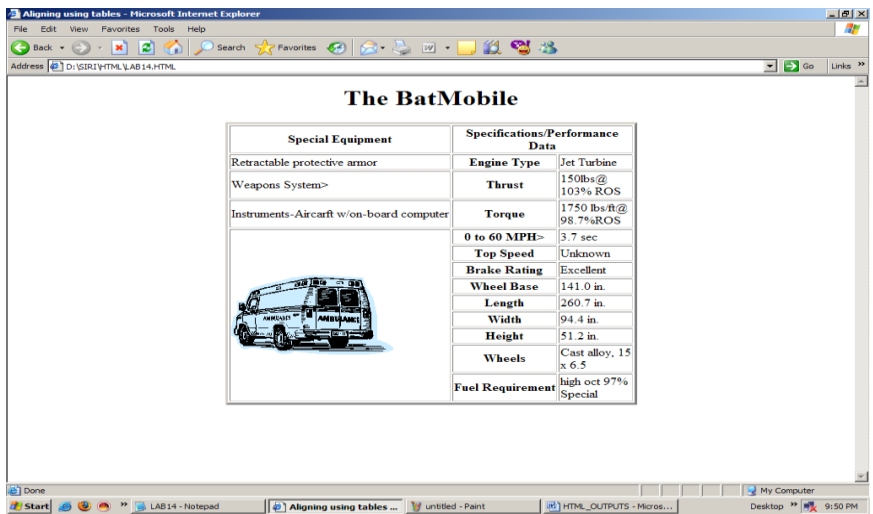 Aligning using tables - Microsoft Internet Explorer
File Edit View Favorites Tools Help
Back Search Favorites
Address D:\SIRI\HTML\LAB14.HTML Go Links »
The BatMobile
Special Equipment
Specifications/Performance
Data
Retractable protective armor
Engine Type Jet Turbine
Weapons System>
Thrust
150lbs@
103% ROS
Instruments-Aircarft w/on-board computer
Torque
1750 lbs/ft@
98.7%ROS
0 to 60 MPH> 3.7 sec
Top Speed Unknown
Brake Rating Excellent
Wheel Base 141.0 in.
Length 260.7 in.
Width 94.4 in.
Height 51.2 in.
Wheels
Cast alloy, 15
x 6.5
Fuel Requirement
high oct 97%
Special
AMBULANCE AMBULANCE
Done My Computer
Start » LAB14 - Notepad Aligning using tables ... untitled - Paint HTML_OUTPUTS - Micros... Desktop » 9:50 PM